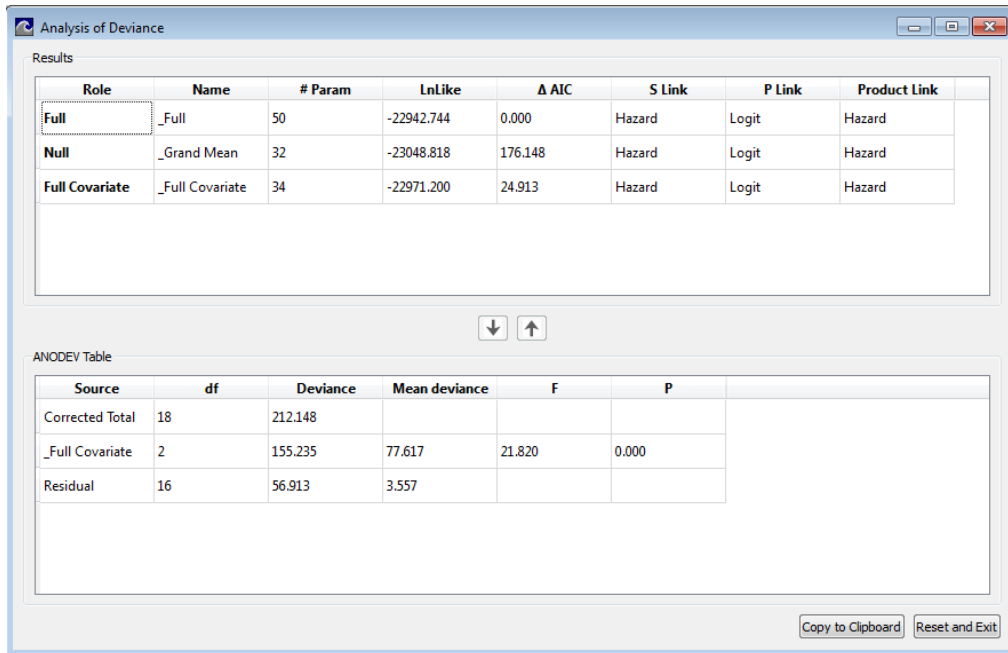 Analysis of Deviance
Results
Role Name # Param LnLike Δ AIC S Link P Link Product Link
Full _Full 50 -22942.744 0.000 Hazard Logit Hazard
Null _Grand Mean 32 -23048.818 176.148 Hazard Logit Hazard
Full Covariate _Full Covariate 34 -22971.200 24.913 Hazard Logit Hazard
ANODEV Table
Source df Deviance Mean deviance F P
Corrected Total 18 212.148
_Full Covariate 2 155.235 77.617 21.820 0.000
Residual 16 56.913 3.557
Copy to Clipboard Reset and Exit